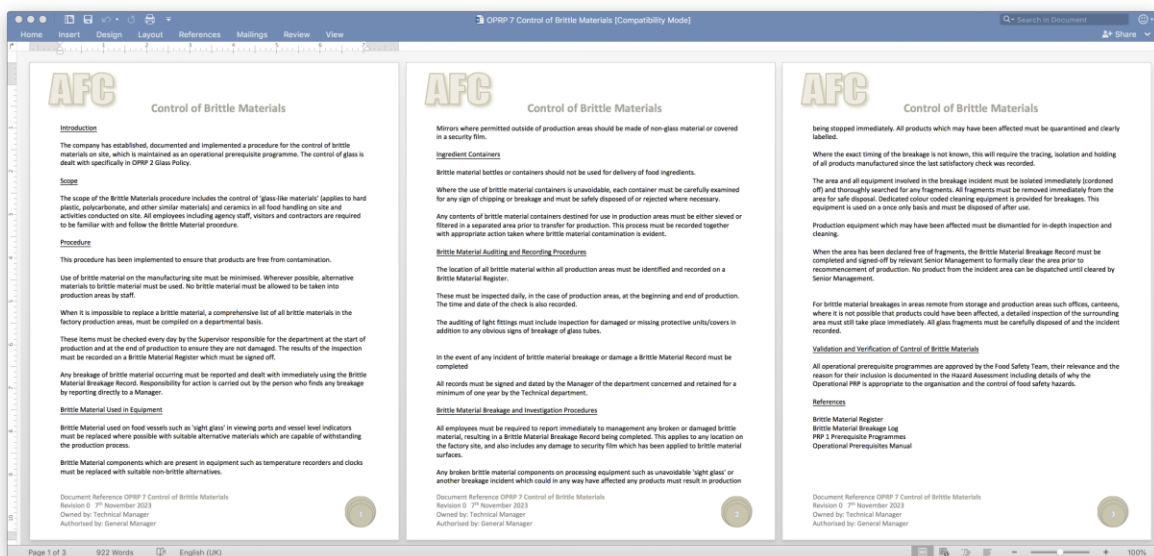 OPRP 7 Control of Brittle Materials [Compatibility Mode]
Search in Document
Home Insert Design Layout References Mailings Review View
Share
AFC
Control of Brittle Materials
Introduction
The company has established, documented and implemented a procedure for the control of brittle
materials on site, which is maintained as an operational prerequisite programme. The control of glass is
dealt with specifically in OPRP 2 Glass Policy.
Scope
The scope of the Brittle Materials procedure includes the control of 'glass-like materials' (applies to hard
plastic, polycarbonate, and other similar materials) and ceramics in all food handling on site and
activities conducted on site. All employees including agency staff, visitors and contractors are required
to be familiar with and follow the Brittle Material procedure.
Procedure
This procedure has been implemented to ensure that products are free from contamination.
Use of brittle material on the manufacturing site must be minimised. Wherever possible, alternative
materials to brittle material must be used. No brittle material must be allowed to be taken into
production areas by staff.
When it is impossible to replace a brittle material, a comprehensive list of all brittle materials in the
factory production areas, must be compiled on a departmental basis.
These items must be checked every day by the Supervisor responsible for the department at the start of
production and at the end of production to ensure they are not damaged. The results of the inspection
must be recorded on a Brittle Material Register which must be signed off.
Any breakage of brittle material occurring must be reported and dealt with immediately using the Brittle
Material Breakage Record. Responsibility for action is carried out by the person who finds any breakage
by reporting directly to a Manager.
Brittle Material Used in Equipment
Brittle Material used on food vessels such as 'sight glass' in viewing ports and vessel level indicators
must be replaced where possible with suitable alternative materials which are capable of withstanding
the production process.
Brittle Material components which are present in equipment such as temperature recorders and clocks
must be replaced with suitable non-brittle alternatives.
Document Reference OPRP 7 Control of Brittle Materials
Revision 0 7th November 2023
Owned by: Technical Manager
Authorised by: General Manager
1
AFC
Control of Brittle Materials
Mirrors where permitted outside of production areas should be made of non-glass material or covered
in a security film.
Ingredient Containers
Brittle material bottles or containers should not be used for delivery of food ingredients.
Where the use of brittle material containers is unavoidable, each container must be carefully examined
for any sign of chipping or breakage and must be safely disposed of or rejected where necessary.
Any contents of brittle material containers destined for use in production areas must be either sieved or
filtered in a separated area prior to transfer for production. This process must be recorded together
with appropriate action taken where brittle material contamination is evident.
Brittle Material Auditing and Recording Procedures
The location of all brittle material within all production areas must be identified and recorded on a
Brittle Material Register.
These must be inspected daily, in the case of production areas, at the beginning and end of production.
The time and date of the check is also recorded.
The auditing of light fittings must include inspection for damaged or missing protective units/covers in
addition to any obvious signs of breakage of glass tubes.
In the event of any incident of brittle material breakage or damage a Brittle Material Record must be
completed
All records must be signed and dated by the Manager of the department concerned and retained for a
minimum of one year by the Technical department.
Brittle Material Breakage and Investigation Procedures
All employees must be required to report immediately to management any broken or damaged brittle
material, resulting in a Brittle Material Breakage Record being completed. This applies to any location on
the factory site, and also includes any damage to security film which has been applied to brittle material
surfaces.
Any broken brittle material components on processing equipment such as unavoidable 'sight glass' or
another breakage incident which could in any way have affected any products must result in production
Document Reference OPRP 7 Control of Brittle Materials
Revision 0 7th November 2023
Owned by: Technical Manager
Authorised by: General Manager
2
AFC
Control of Brittle Materials
being stopped immediately. All products which may have been affected must be quarantined and clearly
labelled.
Where the exact timing of the breakage is not known, this will require the tracing, isolation and holding
of all products manufactured since the last satisfactory check was recorded.
The area and all equipment involved in the breakage incident must be isolated immediately (cordoned
off) and thoroughly searched for any fragments. All fragments must be removed immediately from the
area for safe disposal. Dedicated colour coded cleaning equipment is provided for breakages. This
equipment is used on a once only basis and must be disposed of after use.
Production equipment which may have been affected must be dismantled for in-depth inspection and
cleaning.
When the area has been declared free of fragments, the Brittle Material Breakage Record must be
completed and signed-off by relevant Senior Management to formally clear the area prior to
recommencement of production. No product from the incident area can be dispatched until cleared by
Senior Management.
For brittle material breakages in areas remote from storage and production areas such offices, canteens,
where it is not possible that products could have been affected, a detailed inspection of the surrounding
area must still take place immediately. All glass fragments must be carefully disposed of and the incident
recorded.
Validation and Verification of Control of Brittle Materials
All operational prerequisite programmes are approved by the Food Safety Team, their relevance and the
reason for their inclusion is documented in the Hazard Assessment including details of why the
Operational PRP is appropriate to the organisation and the control of food safety hazards.
References
Brittle Material Register
Brittle Material Breakage Log
PRP 1 Prerequisite Programmes
Operational Prerequisites Manual
Document Reference OPRP 7 Control of Brittle Materials
Revision 0 7th November 2023
Owned by: Technical Manager
Authorised by: General Manager
3
Page 1 of 3 922 Words English (UK) 100%